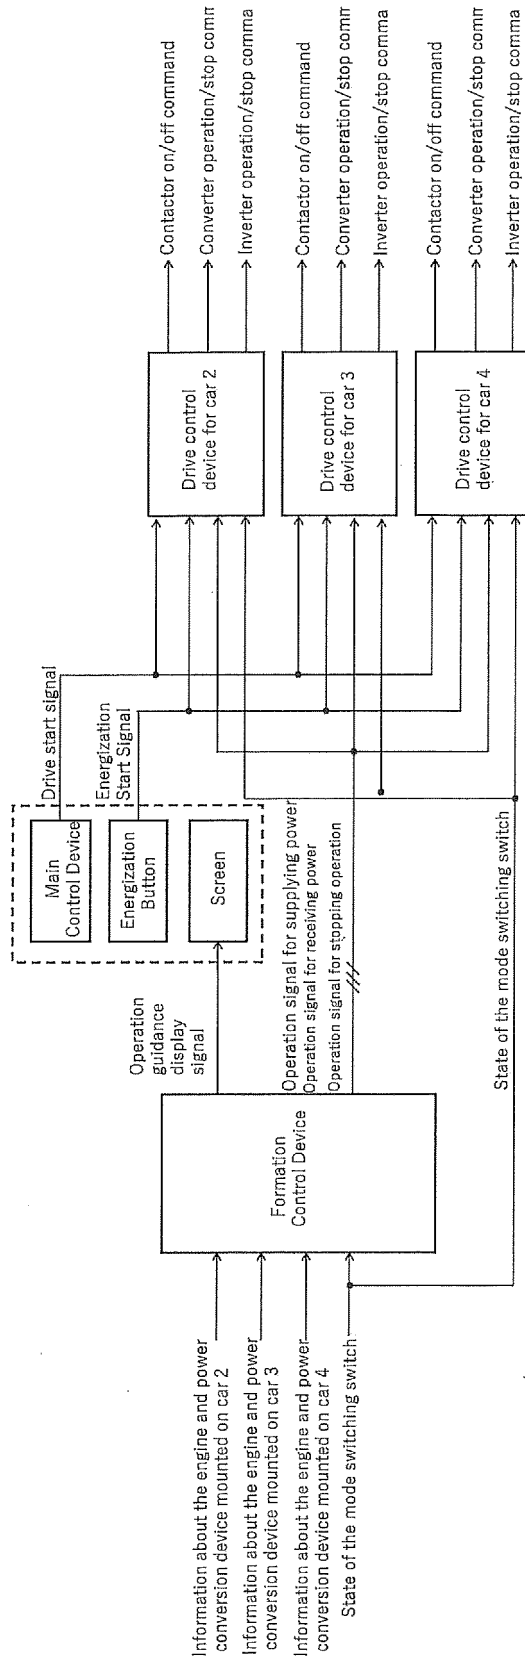 Information about the engine and power
conversion device mounted on car 2
Information about the engine and power
conversion device mounted on car 3
Information about the engine and power
conversion device mounted on car 4
State of the mode switching switch
Formation
Control Device
Operation
guidance
display
signal
Operation signal for supplying power
Operation signal for receiving power
Operation signal for stopping operation
State of the mode switching switch
Main
Control Device
Energization
Button
Screen
Drive start signal
Energization
Start Signal
Drive control
device for car 2
Drive control
device for car 3
Drive control
device for car 4
Contactor on/off command
Converter operation/stop comm
Inverter operation/stop comma
Contactor on/off command
Converter operation/stop comm
Inverter operation/stop comma
Contactor on/off command
Converter operation/stop comm
Inverter operation/stop comma